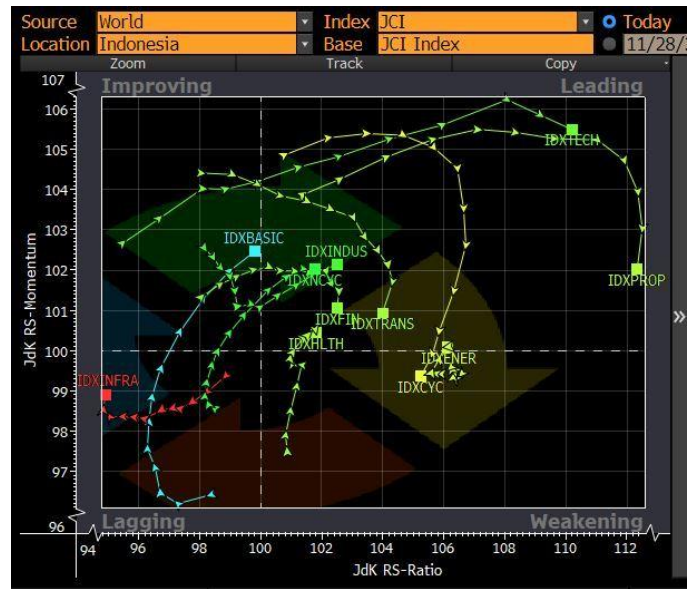 Source World Index JCI Today
Location Indonesia Base JCI Index 11/28/
Zoom Track Copy
107
Improving Leading
106
IDXTECH
105
104
103
IDXBASIC
IDXINDUS
102
IDXNCYC
IDXPROP
101
IDXFIN
IDXTRANS
IDXHLTH
100
IDXENER
IDXCYC
IDXINFRA
99
98
97
96
Lagging Weakening
94 96 98 100 102 104 106 108 110 112
JdK RS-Momentum
JdK RS-Ratio
»